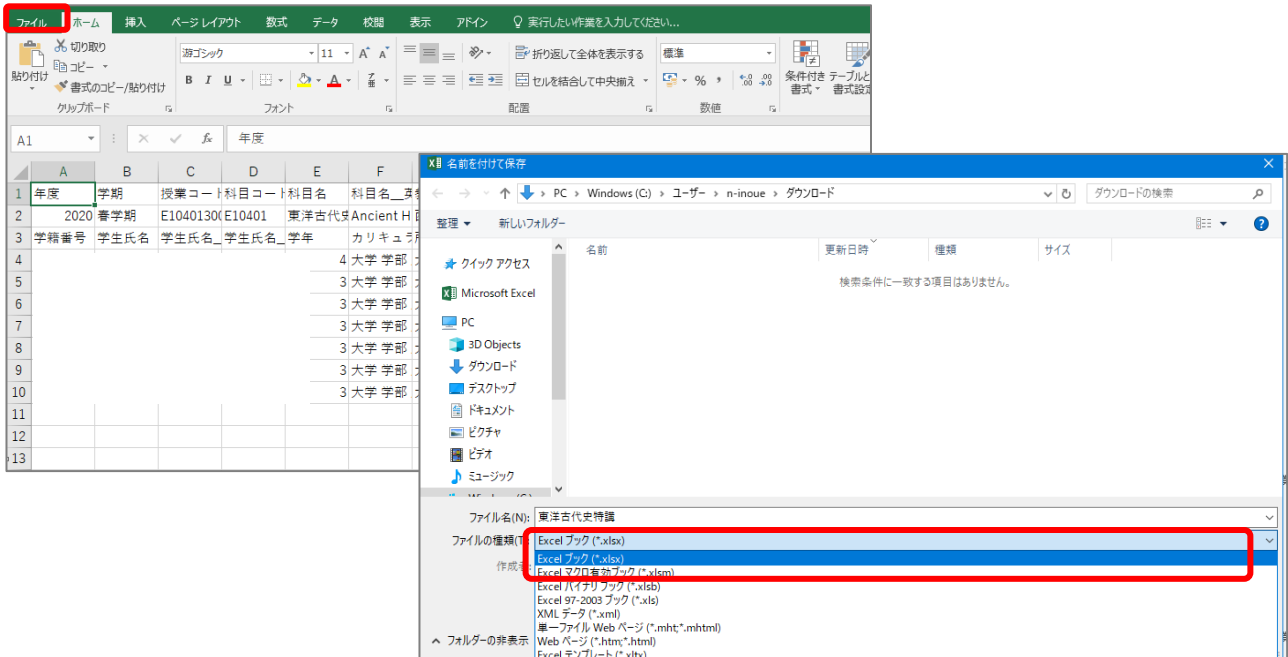 ファイル ホーム 挿入 ページ レイアウト 数式 データ 校閲 表示 アドイン 実行したい作業を入力してください...
切り取り
コピー
書式のコピー/貼り付け
貼り付け
クリップボード
游ゴシック 11
B I U
フォント
折り返して全体を表示する
セルを結合して中央揃え
配置
標準
% ,
数値
条件付き書式
テーブルと
書式設定
A1 fx 年度
A B C D E F
1 年度 学期 授業コード 科目コード 科目名 科目名__英
2 2020 春学期 E10401300 E10401 東洋古代史 Ancient H
3 学籍番号 学生氏名 学生氏名_ 学生氏名_ 学年 カリキュラ
4 4 大学 学部
5 3 大学 学部
6 3 大学 学部
7 3 大学 学部
8 3 大学 学部
9 3 大学 学部
10 3 大学 学部
11
12
13
名前を付けて保存
PC › Windows (C:) › ユーザー › n-inoue › ダウンロード
ダウンロードの検索
整理 新しいフォルダー
名前 更新日時 種類 サイズ
検索条件に一致する項目はありません。
クイック アクセス
Microsoft Excel
PC
3D Objects
ダウンロード
デスクトップ
ドキュメント
ピクチャ
ビデオ
ミュージック
ファイル名(N): 東洋古代史特講
ファイルの種類(T): Excel ブック (*.xlsx)
作成者:
Excel ブック (*.xlsx)
Excel マクロ有効ブック (*.xlsm)
Excel バイナリ ブック (*.xlsb)
Excel 97-2003 ブック (*.xls)
XML データ (*.xml)
単一ファイル Web ページ (*.mht;*.mhtml)
Web ページ (*.htm;*.html)
Excel テンプレート (*.xltx)
フォルダーの非表示